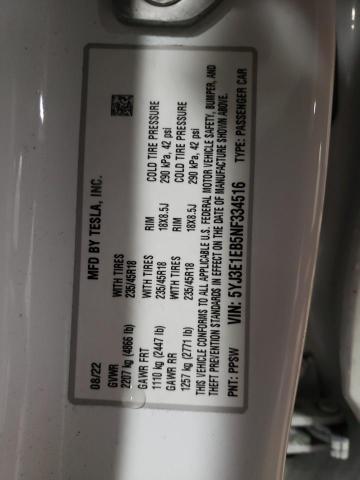 MFD BY TESLA, INC.
08/22
GVWR
2207 kg (4866 lb)
GAWR FRT WITH TIRES RIM COLD TIRE PRESSURE
1110 kg (2447 lb) 235/45R18 18X8.5J 290 kPa, 42 psi
GAWR RR WITH TIRES RIM COLD TIRE PRESSURE
1257 kg (2771 lb) 235/45R18 18X8.5J 290 kPa, 42 psi
THIS VEHICLE CONFORMS TO ALL APPLICABLE U.S. FEDERAL MOTOR VEHICLE SAFETY, BUMPER, AND
THEFT PREVENTION STANDARDS IN EFFECT ON THE DATE OF MANUFACTURE SHOWN ABOVE.
PNT: PPSW VIN: 5YJ3E1EB5NF334516 TYPE: PASSENGER CAR